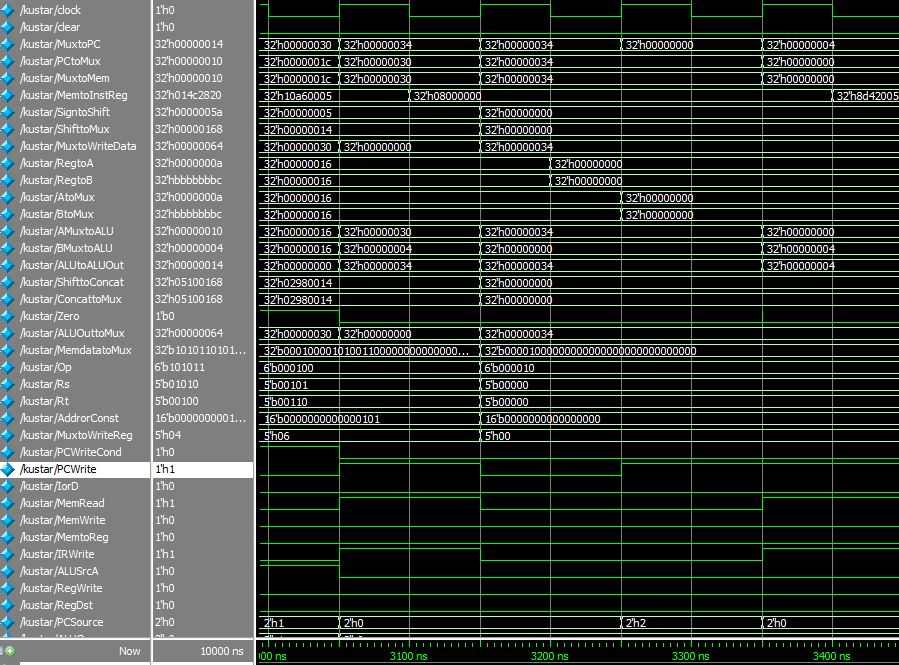 /kustar/clock 1'h0
/kustar/clear 1'h0
/kustar/MuxtoPC 32'h00000014 32'h00000030 32'h00000034 32'h00000034 32'h00000000 32'h00000004
/kustar/PCtoMux 32'h00000010 32'h0000001c 32'h00000030 32'h00000034 32'h00000000
/kustar/MuxtoMem 32'h00000010 32'h0000001c 32'h00000030 32'h00000034 32'h00000000
/kustar/MemtoInstReg 32'h014c2820 32'h10a60005 32'h08000000 32'h8d42005
/kustar/SigntoShift 32'h0000005a 32'h00000005 32'h00000000
/kustar/ShifttoMux 32'h00000168 32'h00000014 32'h00000000
/kustar/MuxtoWriteData 32'h00000064 32'h00000030 32'h00000000 32'h00000034
/kustar/RegtoA 32'h0000000a 32'h00000016 32'h00000000
/kustar/RegtoB 32'hbbbbbbbc 32'h00000016 32'h00000000
/kustar/AtoMux 32'h0000000a 32'h00000016 32'h00000000
/kustar/BtoMux 32'hbbbbbbbc 32'h00000016 32'h00000000
/kustar/AMuxtoALU 32'h00000010 32'h00000016 32'h00000030 32'h00000034 32'h00000000
/kustar/BMuxtoALU 32'h00000004 32'h00000016 32'h00000004 32'h00000000 32'h00000004
/kustar/ALUtoALUOut 32'h00000014 32'h00000000 32'h00000034 32'h00000034 32'h00000004
/kustar/ShifttoConcat 32'h05100168 32'h02980014 32'h00000000
/kustar/ConcattoMux 32'h05100168 32'h02980014 32'h00000000
/kustar/Zero 1'b0
/kustar/ALUOuttoMux 32'h00000064 32'h00000030 32'h00000000 32'h00000034
/kustar/MemdatatoMux 32'b1010110101... 32'b00010000101001100000000000000... 32'b00001000000000000000000000000000
/kustar/Op 6'b101011 6'b000100 6'b000010
/kustar/Rs 5'b01010 5'b00101 5'b00000
/kustar/Rt 5'b00100 5'b00110 5'b00000
/kustar/AddrorConst 16'b0000000001... 16'b0000000000000101 16'b0000000000000000
/kustar/MuxtoWriteReg 5'h04 5'h06 5'h00
/kustar/PCWriteCond 1'h0
/kustar/PCWrite 1'h1
/kustar/IorD 1'h0
/kustar/MemRead 1'h1
/kustar/MemWrite 1'h0
/kustar/MemtoReg 1'h0
/kustar/IRWrite 1'h1
/kustar/ALUSrcA 1'h0
/kustar/RegWrite 1'h0
/kustar/RegDst 1'h0
/kustar/PCSource 2'h0 2'h1 2'h0 2'h2 2'h0
Now 10000 ns 00 ns 3100 ns 3200 ns 3300 ns 3400 ns